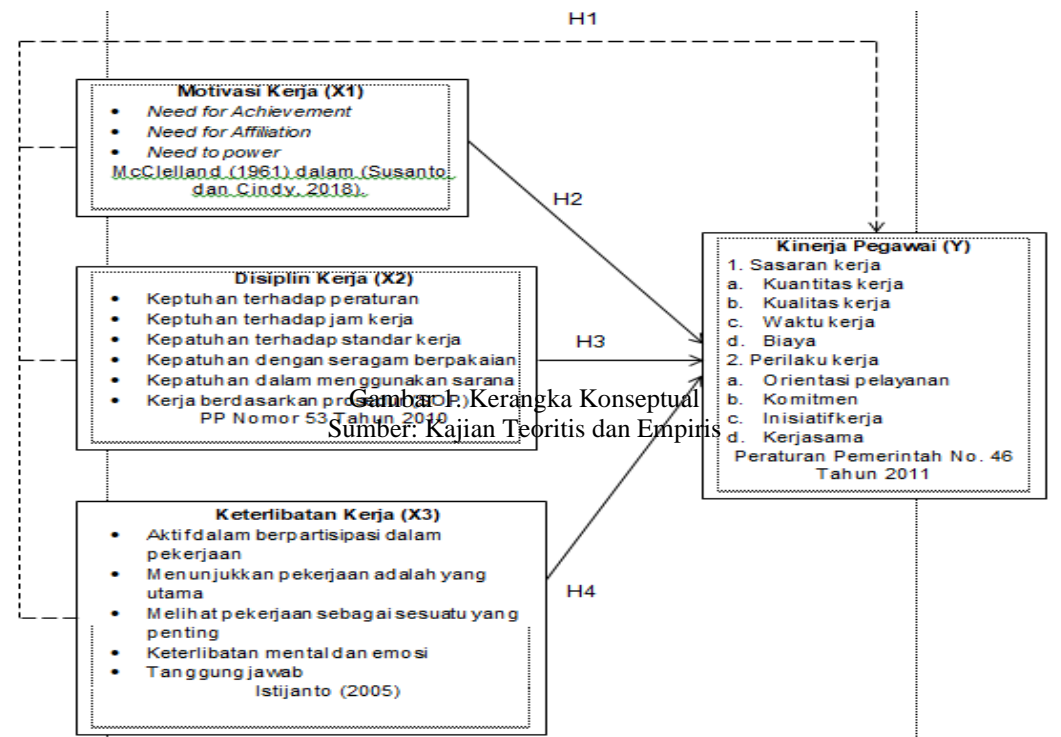 H1
Motivasi Kerja (X1)
• Need for Achievement
• Need for Affiliation
• Need to power
McClelland (1961) dalam (Susanto
dan Cindy, 2018).
H2
Disiplin Kerja (X2)
• Keptuhan terhadap peraturan
• Keptuhan terhadap jam kerja
• Kepatuhan terhadap standar kerja
• Kepatuhan dengan seragam berpakaian
• Kepatuhan dalam menggunakan sarana
• Kerja berdasarkan prosedur (SOP)
PP Nomor 53 Tahun 2010
H3
Gambar 1. Kerangka Konseptual
Sumber: Kajian Teoritis dan Empiris
Keterlibatan Kerja (X3)
• Aktif dalam berpartisipasi dalam
pekerjaan
• Menunjukkan pekerjaan adalah yang
utama
• Melihat pekerjaan sebagai sesuatu yang
penting
• Keterlibatan mental dan emosi
• Tanggung jawab
Istijanto (2005)
H4
Kinerja Pegawai (Y)
1. Sasaran kerja
a. Kuantitas kerja
b. Kualitas kerja
c. Waktu kerja
d. Biaya
2. Perilaku kerja
a. Orientasi pelayanan
b. Komitmen
c. Inisiatif kerja
d. Kerjasama
Peraturan Pemerintah No. 46
Tahun 2011